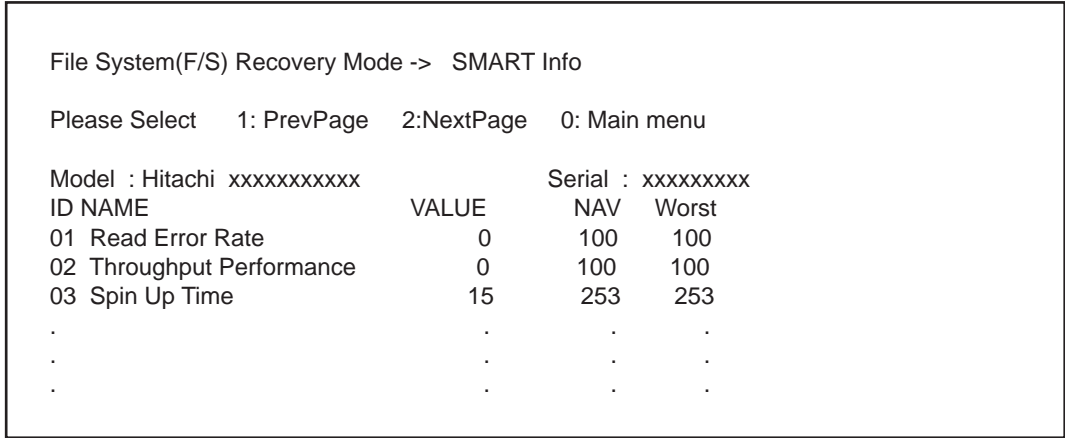 File System(F/S) Recovery Mode -> SMART Info
Please Select 1: PrevPage 2:NextPage 0: Main menu
Model : Hitachi xxxxxxxxxxx Serial : xxxxxxxxx
ID NAME VALUE NAV Worst
01 Read Error Rate 0 100 100
02 Throughput Performance 0 100 100
03 Spin Up Time 15 253 253
. . . .
. . . .
. . . .